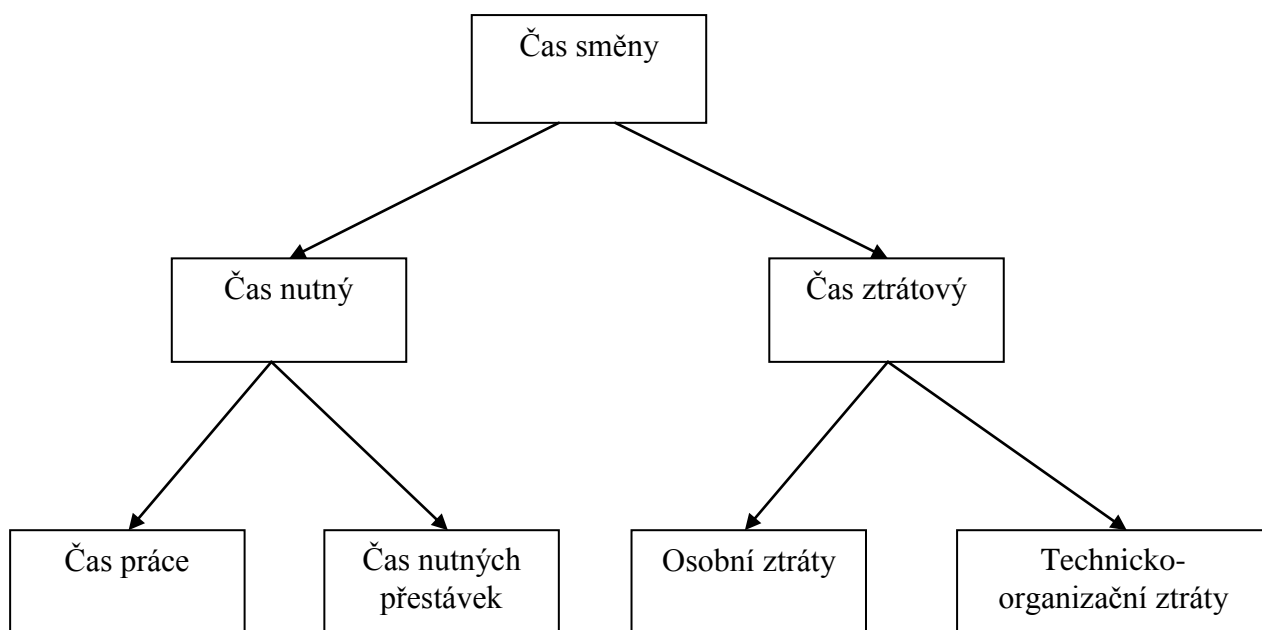 Čas směny
Čas nutný
Čas ztrátový
Čas práce
Čas nutných
přestávek
Osobní ztráty
Technicko-
organizační ztráty